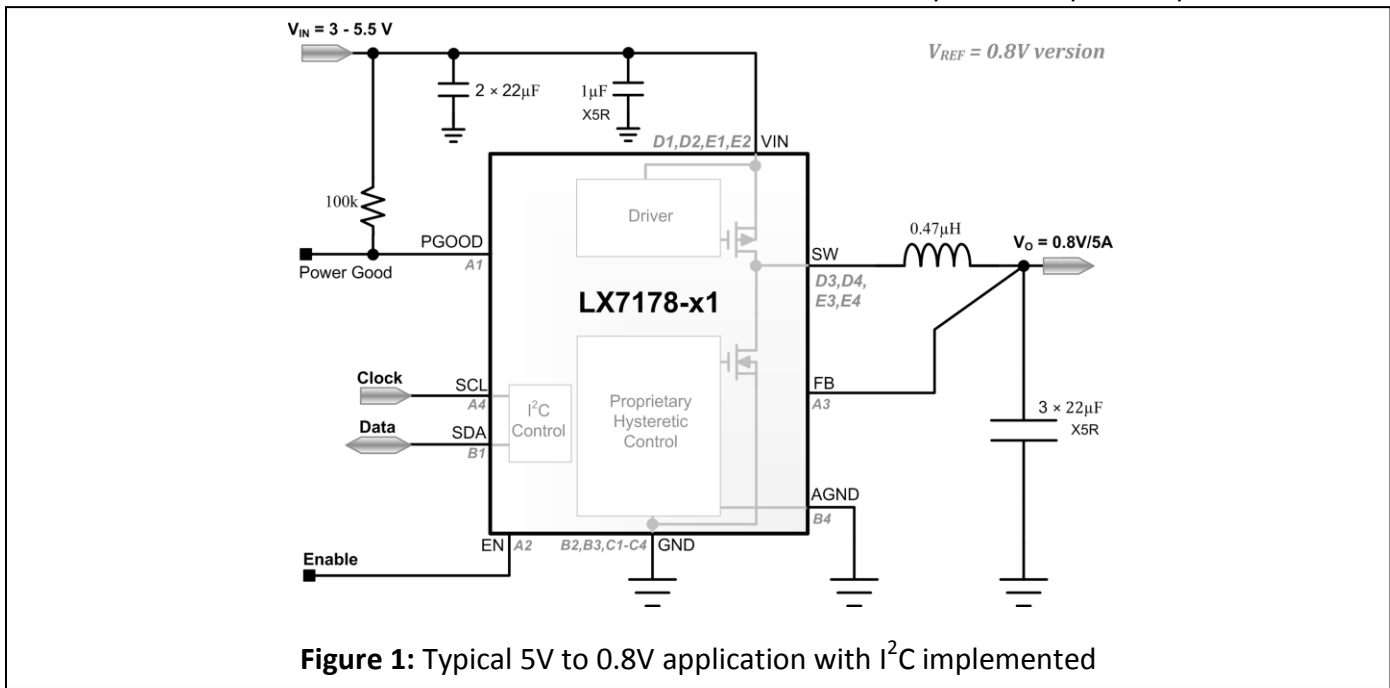 V_IN = 3 - 5.5 V
V_REF = 0.8V version
2 × 22µF
1µF
X5R
D1,D2,E1,E2 VIN
100k
Driver
PGOOD
A1
Power Good
0.47µH
V_O = 0.8V/5A
SW
D3,D4,
E3,E4
LX7178-x1
Clock
SCL
A4
I²C
Control
Data
SDA
B1
Proprietary
Hysteretic
Control
FB
A3
3 × 22µF
X5R
AGND
B4
EN A2
B2,B3,C1-C4 GND
Enable
Figure 1: Typical 5V to 0.8V application with I²C implemented